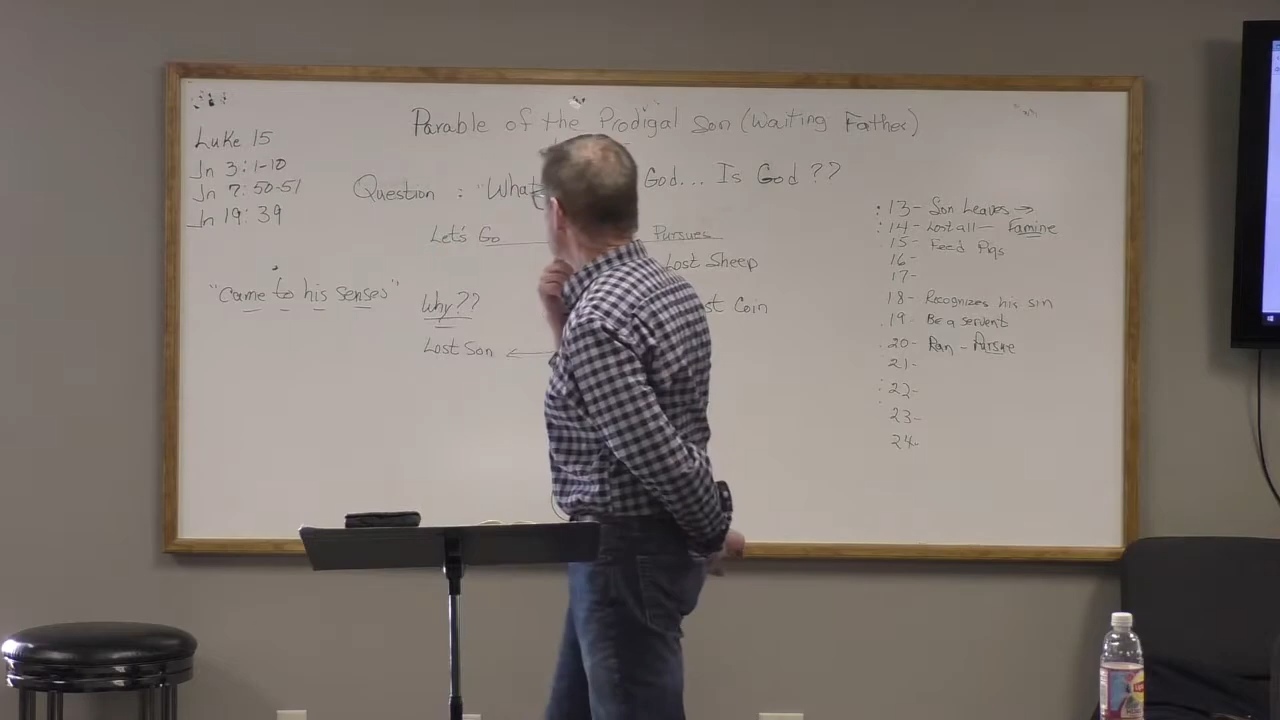 Parable of the Prodigal Son (Waiting Father)
Luke 15
Jn 3:1-10
Jn 7:50-51
Jn 19:39
Question : "What God... Is God ??
Let's Go Pursues
Lost Sheep
"Came to his senses" Why?? st Coin
Lost Son
13- Son Leaves →
14- Lost all - Famine
15- Feed Pigs
16-
17-
18- Recognizes his sin
19- Be a servent
20- Ran - Pursue
21-
22-
23-
24-